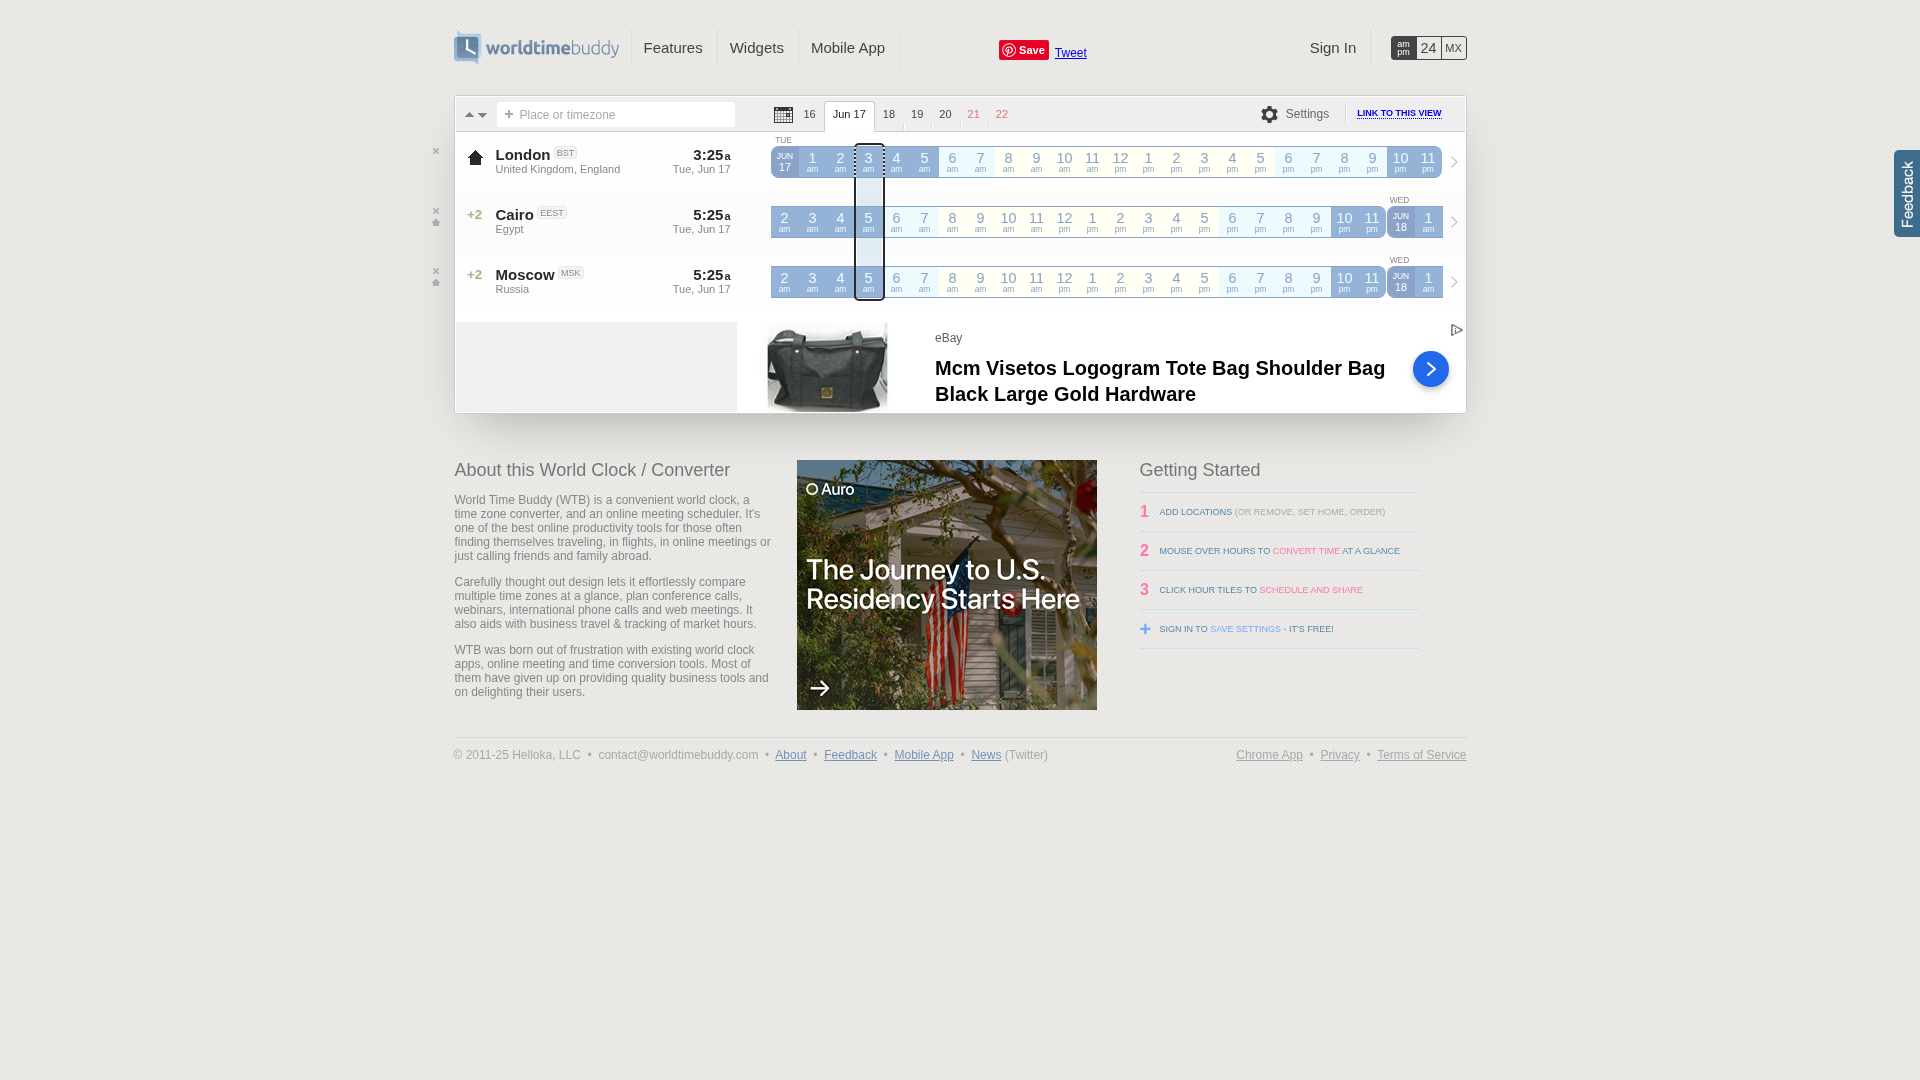 worldtimebuddy Features Widgets Mobile App Save Tweet Sign In am pm 24 MX
+ Place or timezone 16 Jun 17 18 19 20 21 22 Settings LINK TO THIS VIEW
TUE
London BST 3:25 a JUN 17 1 am 2 am 3 am 4 am 5 am 6 am 7 am 8 am 9 am 10 am 11 am 12 pm 1 pm 2 pm 3 pm 4 pm 5 pm 6 pm 7 pm 8 pm 9 pm 10 pm 11 pm
United Kingdom, England Tue, Jun 17
WED
+2 Cairo EEST 5:25 a 2 am 3 am 4 am 5 am 6 am 7 am 8 am 9 am 10 am 11 am 12 pm 1 pm 2 pm 3 pm 4 pm 5 pm 6 pm 7 pm 8 pm 9 pm 10 pm 11 pm JUN 18 1 am
Egypt Tue, Jun 17
WED
+2 Moscow MSK 5:25 a 2 am 3 am 4 am 5 am 6 am 7 am 8 am 9 am 10 am 11 am 12 pm 1 pm 2 pm 3 pm 4 pm 5 pm 6 pm 7 pm 8 pm 9 pm 10 pm 11 pm JUN 18 1 am
Russia Tue, Jun 17
Feedback
eBay
Mcm Visetos Logogram Tote Bag Shoulder Bag
Black Large Gold Hardware
About this World Clock / Converter
World Time Buddy (WTB) is a convenient world clock, a
time zone converter, and an online meeting scheduler. It's
one of the best online productivity tools for those often
finding themselves traveling, in flights, in online meetings or
just calling friends and family abroad.
Carefully thought out design lets it effortlessly compare
multiple time zones at a glance, plan conference calls,
webinars, international phone calls and web meetings. It
also aids with business travel & tracking of market hours.
WTB was born out of frustration with existing world clock
apps, online meeting and time conversion tools. Most of
them have given up on providing quality business tools and
on delighting their users.
Auro
The Journey to U.S.
Residency Starts Here
Getting Started
1 ADD LOCATIONS (OR REMOVE, SET HOME, ORDER)
2 MOUSE OVER HOURS TO CONVERT TIME AT A GLANCE
3 CLICK HOUR TILES TO SCHEDULE AND SHARE
+ SIGN IN TO SAVE SETTINGS - IT'S FREE!
© 2011-25 Helloka, LLC • contact@worldtimebuddy.com • About • Feedback • Mobile App • News (Twitter) Chrome App • Privacy • Terms of Service